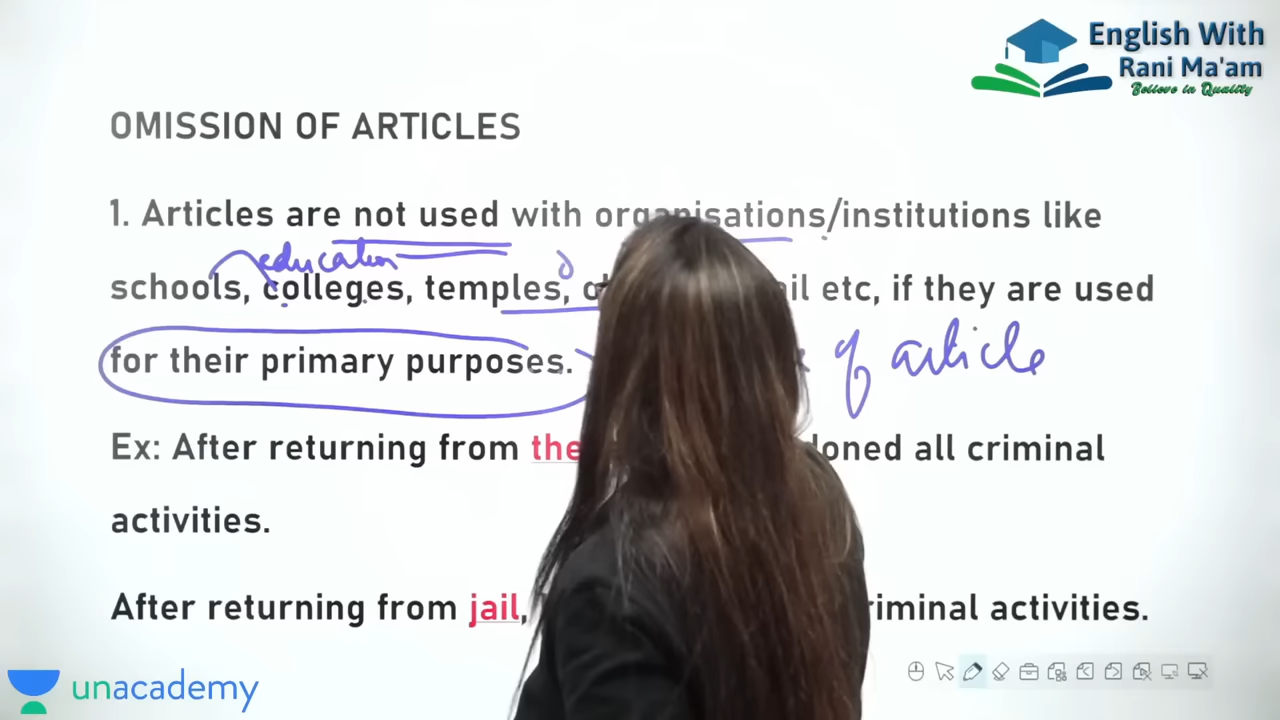 English With
Rani Ma'am
Believe in Quality
OMISSION OF ARTICLES
1. Articles are not used with organisations/institutions like
education
schools, colleges, temples, etc, if they are used
for their primary purposes. of article
Ex: After returning from the all criminal
activities.
After returning from jail, criminal activities.
unacademy